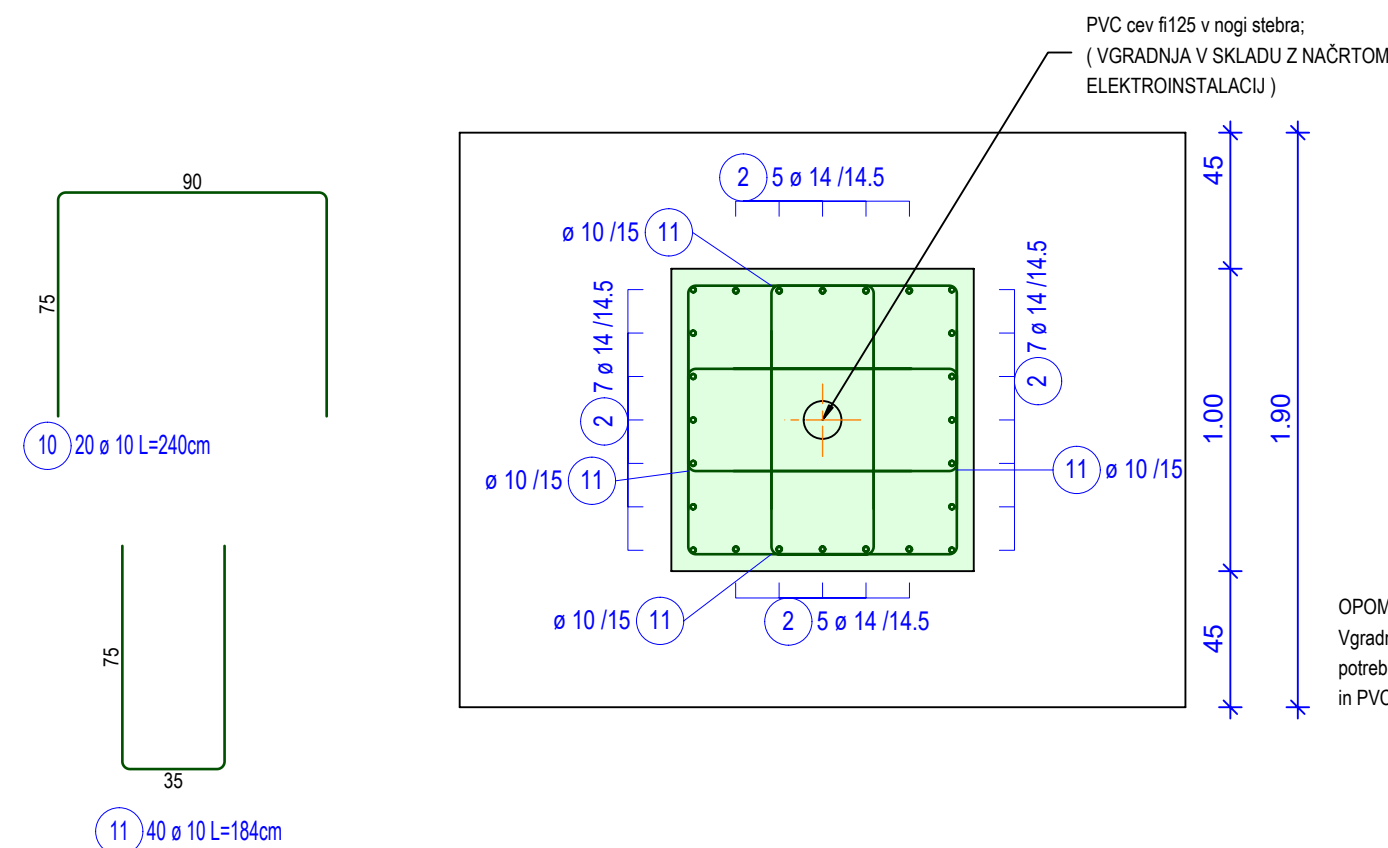 PVC cev fi125 v nogi stebra;
( VGRADNJA V SKLADU Z NAČRTOM
ELEKTROINSTALACIJ )
90
75
10 20 ø 10 L=240cm
75
35
11 40 ø 10 L=184cm
2 5 ø 14 /14.5
ø 10 /15 11
2 7 ø 14 /14.5
2 7 ø 14 /14.5
ø 10 /15 11
11 ø 10 /15
ø 10 /15 11
2 5 ø 14 /14.5
45
1.00
1.90
45
OPOM
Vgradn
potreb
in PVC